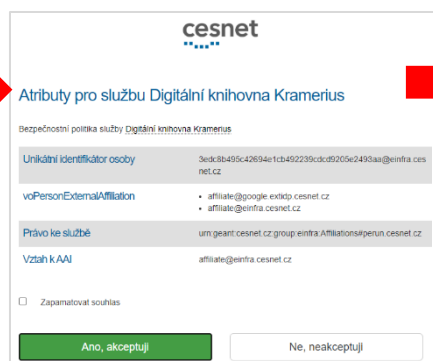 cesnet
Atributy pro službu Digitální knihovna Kramerius
Bezpečnostní politika služby Digitální knihovna Kramerius
Unikátní identifikátor osoby 3edc8b495c42694e1cb492239cdcd9205e2493aa@einfra.ces
net.cz
voPersonExternalAffiliation • affiliate@google.extidp.cesnet.cz
• affiliate@einfra.cesnet.cz
Právo ke službě urn:geant:cesnet.cz:group:einfra:Affiliations#perun.cesnet.cz
Vztah k AAI affiliate@einfra.cesnet.cz
Zapamatovat souhlas
Ano, akceptuji Ne, neakceptuji